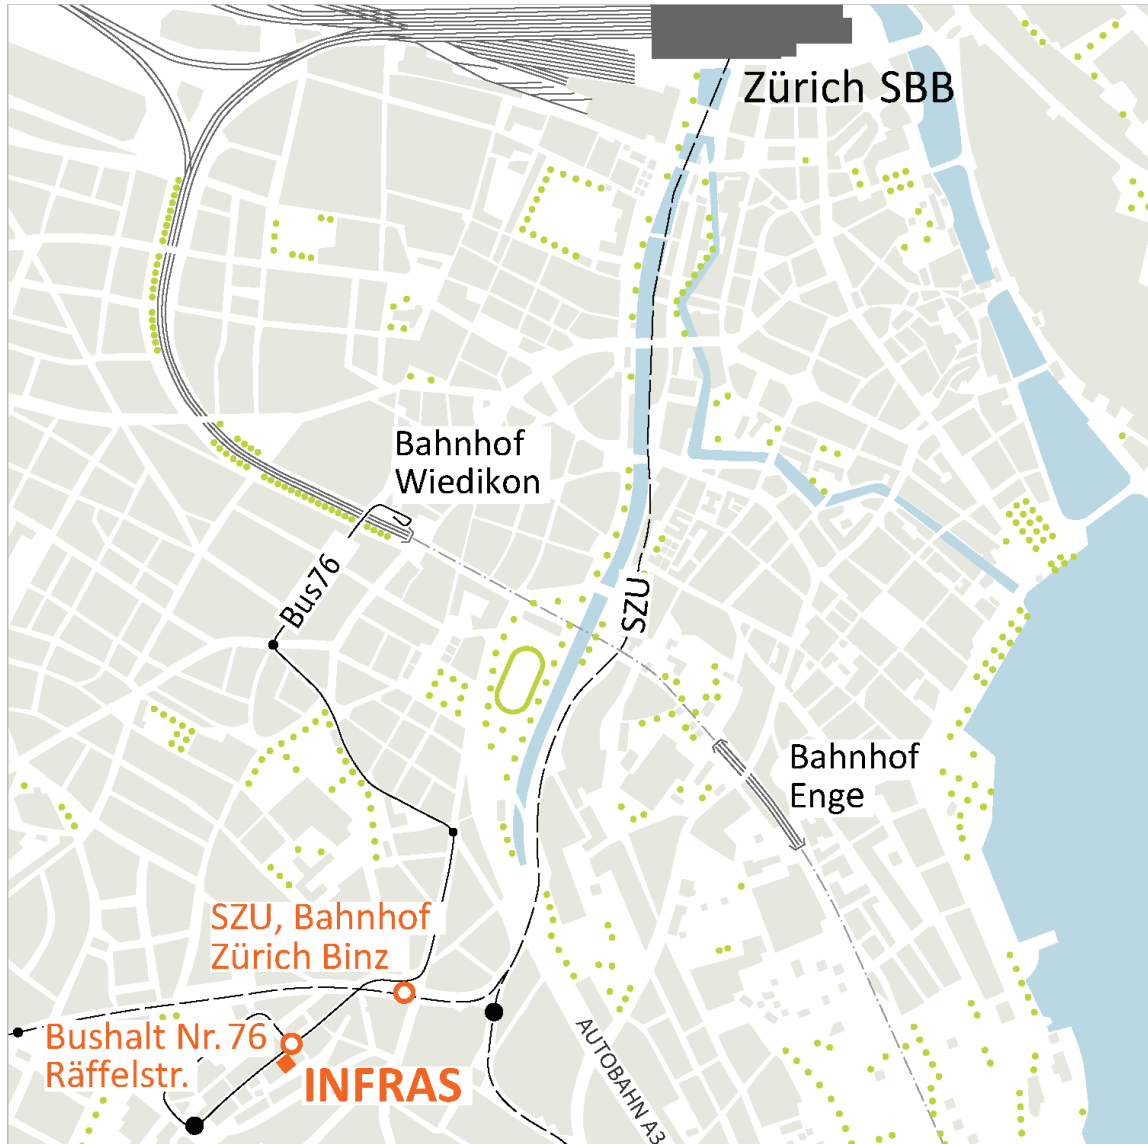 Zürich SBB
Bahnhof
Wiedikon
Bus76
SZU
Bahnhof
Enge
SZU, Bahnhof
Zürich Binz
Bushalt Nr. 76
Räffelstr.
INFRAS
AUTOBAHN A3